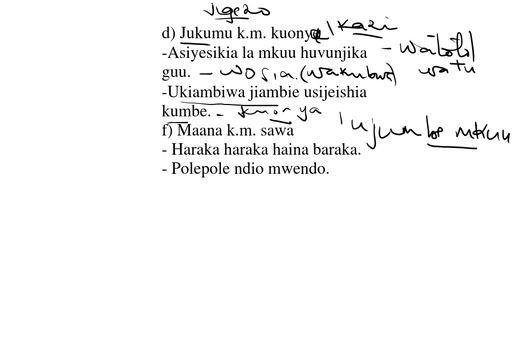 Vigezo
d) Jukumu k.m. kuonya / Kazi
-Asiyesikia la mkuu huvunjika -
guu. - wosia. (wakubwa) watu
-Ukiambiwa jiambie usijeishia
kumbe. - kuonya
f) Maana k.m. sawa / ujumbe mkuu
- Haraka haraka haina baraka.
- Polepole ndio mwendo.